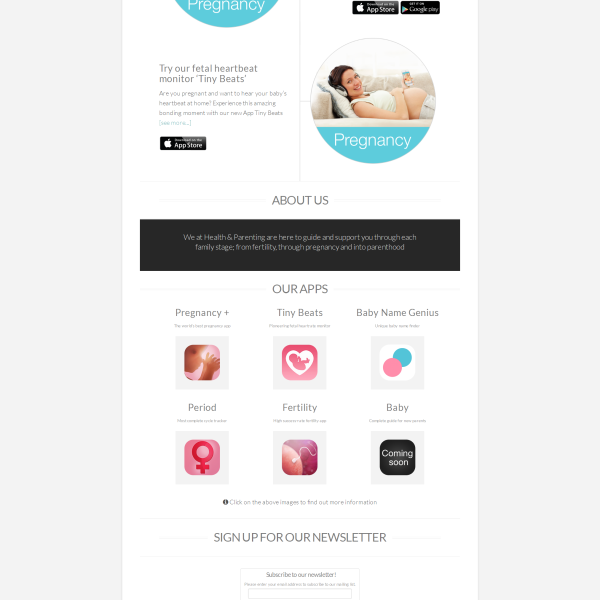 Pregnancy
Download on the
App Store
GET IT ON
Google play
Try our fetal heartbeat
monitor 'Tiny Beats'
Are you pregnant and want to hear your baby's
heartbeat at home? Experience this amazing
bonding moment with our new App Tiny Beats
[see more...]
Download on the
App Store
Pregnancy
ABOUT US
We at Health & Parenting are here to guide and support you through each
family stage; from fertility, through pregnancy and into parenthood
OUR APPS
Pregnancy +
The world's best pregnancy app
Tiny Beats
Pioneering fetal heartbeat monitor
Baby Name Genius
Unique baby name finder
Period
Most complete cycle tracker
Fertility
High success rate fertility app
Baby
Complete guide for new parents
Coming
soon
Click on the above images to find out more information
SIGN UP FOR OUR NEWSLETTER
Subscribe to our newsletter!
Please enter your email address to subscribe to our mailing list